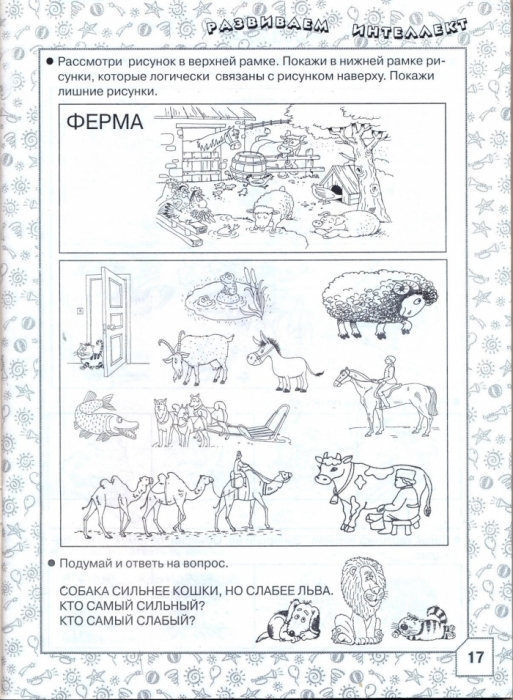 РАЗВИВАЕМ ИНТЕЛЛЕКТ
● Рассмотри рисунок в верхней рамке. Покажи в нижней рамке ри-
сунки, которые логически связаны с рисунком наверху. Покажи
лишние рисунки.
ФЕРМА
● Подумай и ответь на вопрос.
СОБАКА СИЛЬНЕЕ КОШКИ, НО СЛАБЕЕ ЛЬВА.
КТО САМЫЙ СИЛЬНЫЙ?
КТО САМЫЙ СЛАБЫЙ?
17